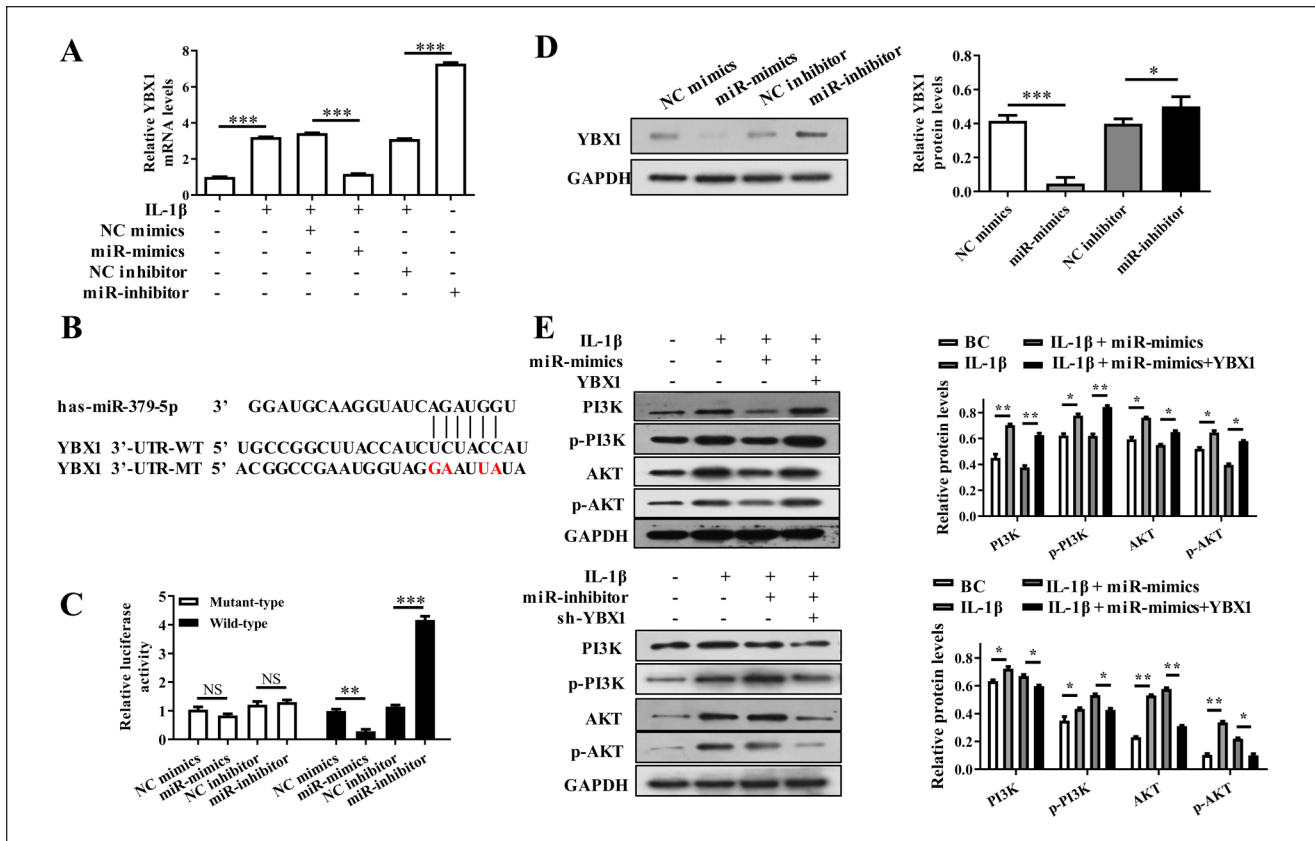 A
Relative YBX1
mRNA levels
8
6
4
2
0
***
***
***
IL-1β - + + + + -
NC mimics - - + - - -
miR-mimics - - - + - -
NC inhibitor - - - - + -
miR-inhibitor - - - - - +
B
has-miR-379-5p 3’ GGAUGCAAGGUAUCAGAUGGU
YBX1 3’-UTR-WT 5’ UGCCGGCUUACCAUCUCUACCAU
YBX1 3’-UTR-MT 5’ ACGGCCGAAUGGUAGGAAUUAUA
C
Relative luciferase
activity
5
4
3
2
1
0
Mutant-type
Wild-type
NS
NS
**
***
NC mimics
miR-mimics
NC inhibitor
miR-inhibitor
NC mimics
miR-mimics
NC inhibitor
miR-inhibitor
D
NC mimics
miR-mimics
NC inhibitor
miR-inhibitor
YBX1
GAPDH
Relative YBX1
protein levels
0.8
0.6
0.4
0.2
0.0
***
*
NC mimics
miR-mimics
NC inhibitor
miR-inhibitor
E
IL-1β - + + +
miR-mimics - - + +
YBX1 - - - +
PI3K
p-PI3K
AKT
p-AKT
GAPDH
BC IL-1β + miR-mimics
IL-1β IL-1β + miR-mimics+YBX1
Relative protein levels
1.0
0.8
0.6
0.4
0.2
0.0
** ** * ** * * * *
PI3K
p-PI3K
AKT
p-AKT
IL-1β - + + +
miR-inhibitor - - + +
sh-YBX1 - - - +
PI3K
p-PI3K
AKT
p-AKT
GAPDH
BC IL-1β + miR-mimics
IL-1β IL-1β + miR-mimics+YBX1
Relative protein levels
0.8
0.6
0.4
0.2
0.0
* * * * ** ** ** *
PI3K
p-PI3K
AKT
p-AKT